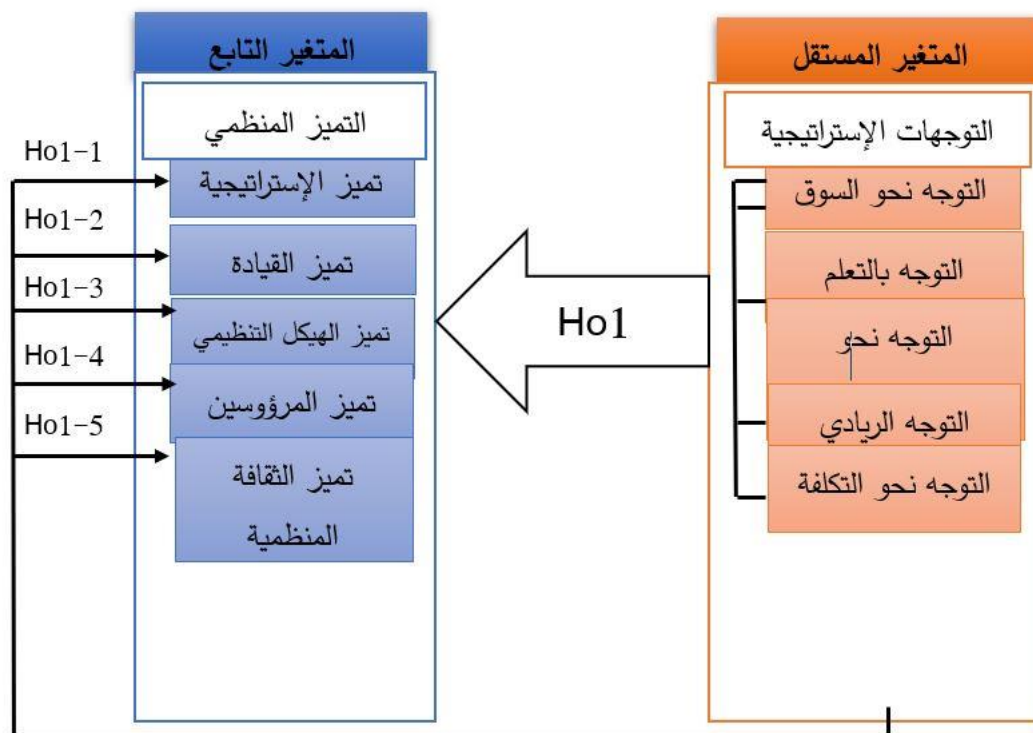 المتغير المستقل
التوجهات الإستراتيجية
التوجه نحو السوق
التوجه بالتعلم
التوجه نحو
التوجه الريادي
التوجه نحو التكلفة
Ho1
المتغير التابع
التميز المنظمي
تميز الإستراتيجية
تميز القيادة
تميز الهيكل التنظيمي
تميز المرؤوسين
تميز الثقافة
المنظمية
Ho1-1
Ho1-2
Ho1-3
Ho1-4
Ho1-5